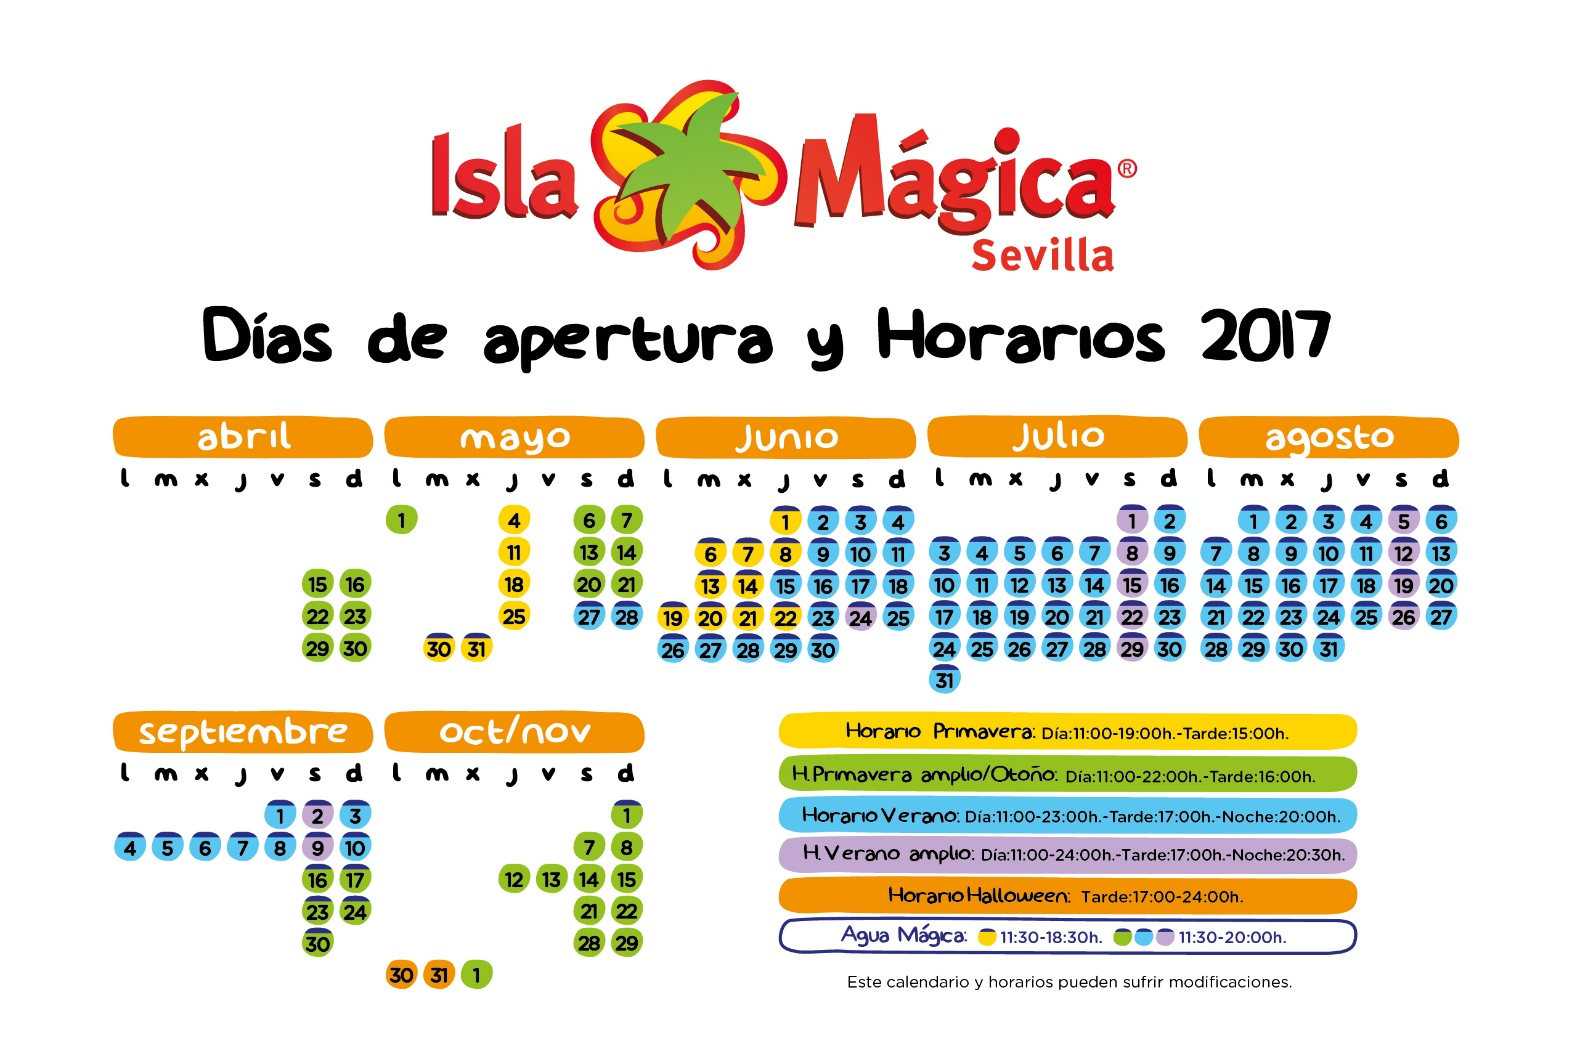 Isla Mágica®
Sevilla
Días de apertura y Horarios 2017
abril
l m x j v s d
15 16
22 23
29 30
mayo
l m x j v s d
1 4 6 7
11 13 14
18 20 21
25 27 28
30 31
Junio
l m x j v s d
1 2 3 4
6 7 8 9 10 11
13 14 15 16 17 18
19 20 21 22 23 24 25
26 27 28 29 30
Julio
l m x j v s d
1 2
3 4 5 6 7 8 9
10 11 12 13 14 15 16
17 18 19 20 21 22 23
24 25 26 27 28 29 30
31
agosto
l m x j v s d
1 2 3 4 5 6
7 8 9 10 11 12 13
14 15 16 17 18 19 20
21 22 23 24 25 26 27
28 29 30 31
septiembre
l m x j v s d
1 2 3
4 5 6 7 8 9 10
16 17
23 24
30
oct/nov
l m x j v s d
1
7 8
12 13 14 15
21 22
28 29
30 31 1
Horario Primavera: Día:11:00-19:00h.-Tarde:15:00h.
H.Primavera amplio/Otoño: Día:11:00-22:00h.-Tarde:16:00h.
Horario Verano: Día:11:00-23:00h.-Tarde:17:00h.-Noche:20:00h.
H.Verano amplio: Día:11:00-24:00h.-Tarde:17:00h.-Noche:20:30h.
Horario Halloween: Tarde:17:00-24:00h.
Agua Mágica: 11:30-18:30h. 11:30-20:00h.
Este calendario y horarios pueden sufrir modificaciones.